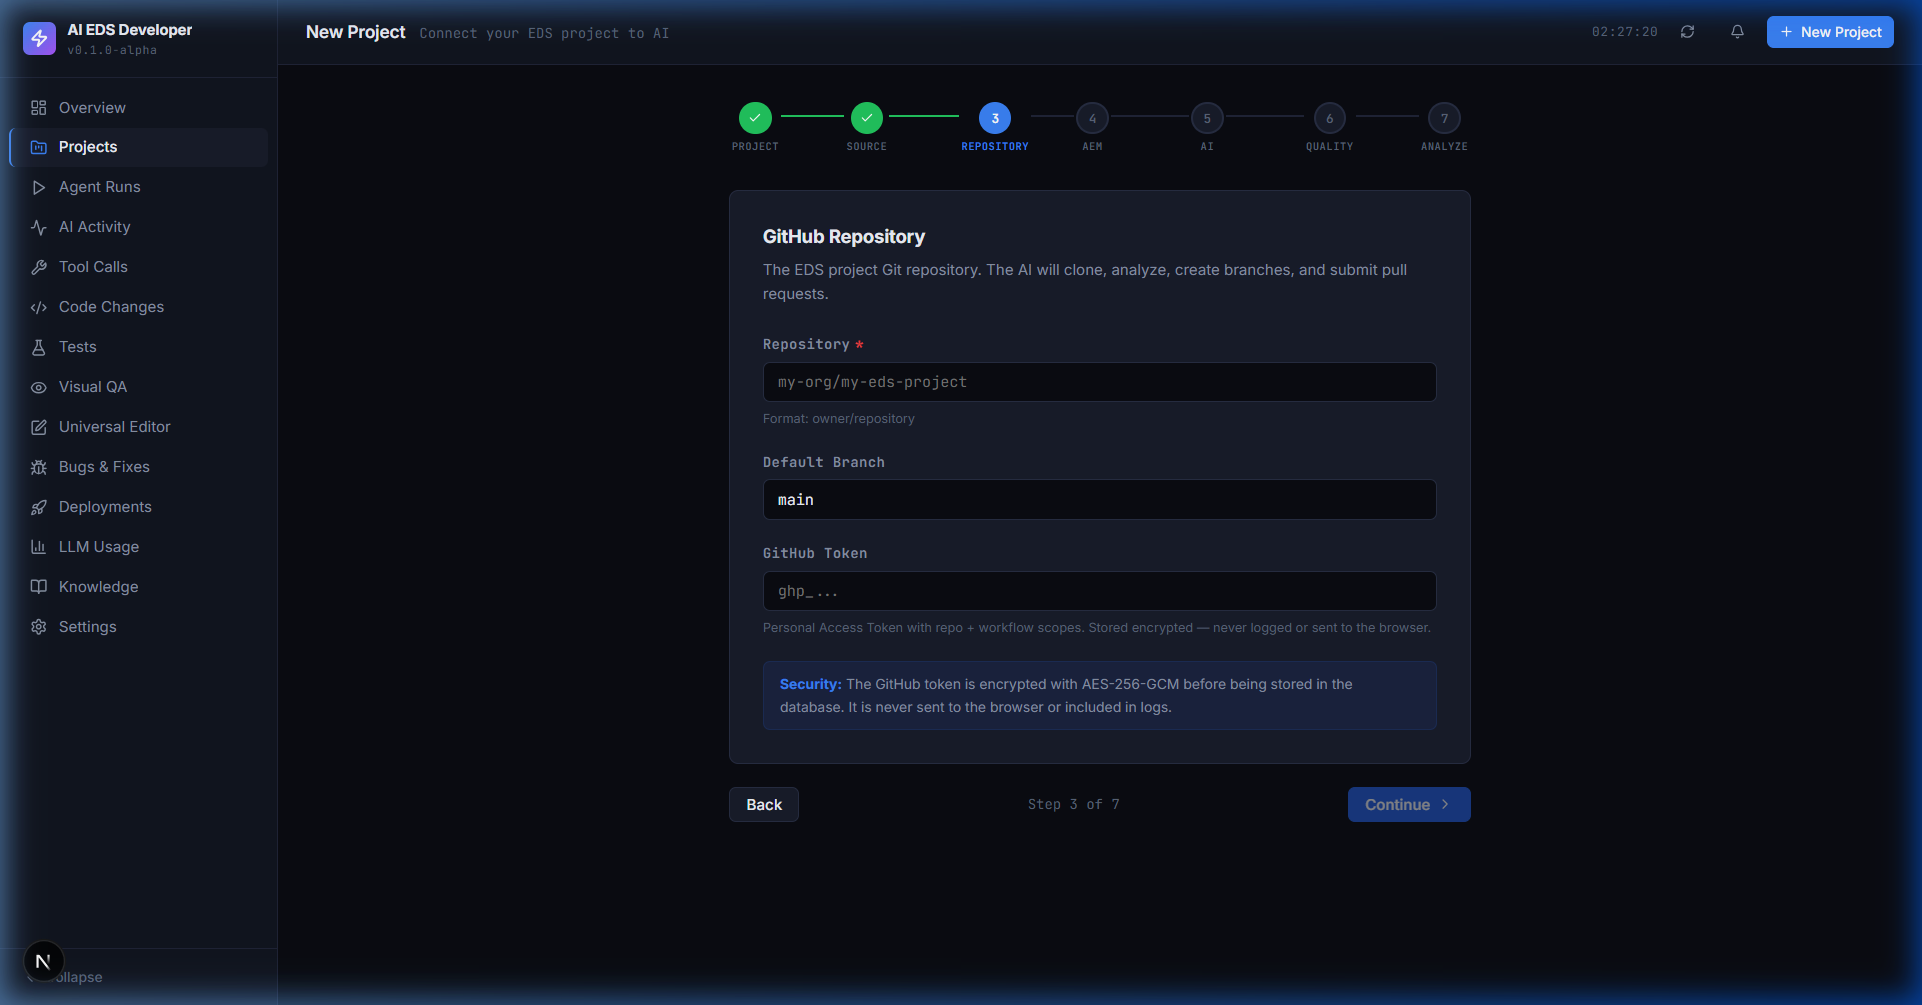 AI EDS Developer
v0.1.0-alpha
Overview
Projects
Agent Runs
AI Activity
Tool Calls
Code Changes
Tests
Visual QA
Universal Editor
Bugs & Fixes
Deployments
LLM Usage
Knowledge
Settings
N
ollapse
New Project Connect your EDS project to AI
02:27:20
+ New Project
3 4 5 6 7
PROJECT SOURCE REPOSITORY AEM AI QUALITY ANALYZE
GitHub Repository
The EDS project Git repository. The AI will clone, analyze, create branches, and submit pull
requests.
Repository *
my-org/my-eds-project
Format: owner/repository
Default Branch
main
GitHub Token
ghp_...
Personal Access Token with repo + workflow scopes. Stored encrypted — never logged or sent to the browser.
Security: The GitHub token is encrypted with AES-256-GCM before being stored in the
database. It is never sent to the browser or included in logs.
Back
Step 3 of 7
Continue